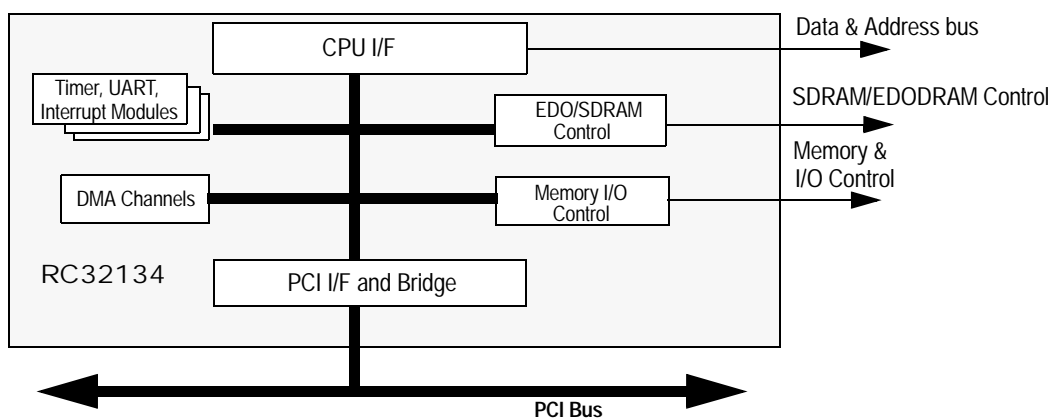 CPU I/F
Data & Address bus
Timer, UART,
Interrupt Modules
EDO/SDRAM
Control
SDRAM/EDODRAM Control
Memory &
I/O Control
DMA Channels
Memory I/O
Control
RC32134
PCI I/F and Bridge
PCI Bus